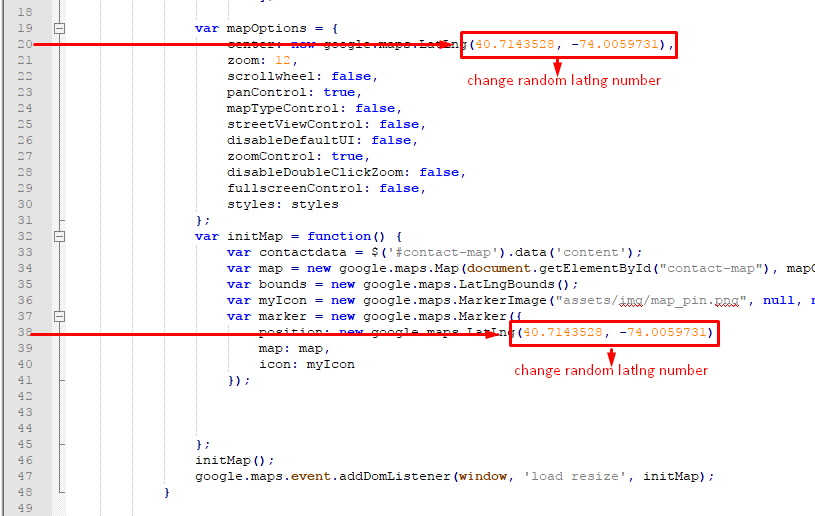 18 };
19 var mapOptions = {
20 center: new google.maps.LatLng(40.7143528, -74.0059731),
21 zoom: 12,
change random latlng number
22 scrollwheel: false,
23 panControl: true,
24 mapTypeControl: false,
25 streetViewControl: false,
26 disableDefaultUI: false,
27 zoomControl: true,
28 disableDoubleClickZoom: false,
29 fullscreenControl: false,
30 styles: styles
31 };
32 var initMap = function() {
33 var contactdata = $('#contact-map').data('content');
34 var map = new google.maps.Map(document.getElementById("contact-map"), mapO
35 var bounds = new google.maps.LatLngBounds();
36 var myIcon = new google.maps.MarkerImage("assets/img/map_pin.png", null, n
37 var marker = new google.maps.Marker({
38 position: new google.maps.LatLng(40.7143528, -74.0059731)
39 map: map,
40 icon: myIcon
change random latlng number
41 });
42
43
44
45 };
46 initMap();
47 google.maps.event.addDomListener(window, 'load resize', initMap);
48 }
49